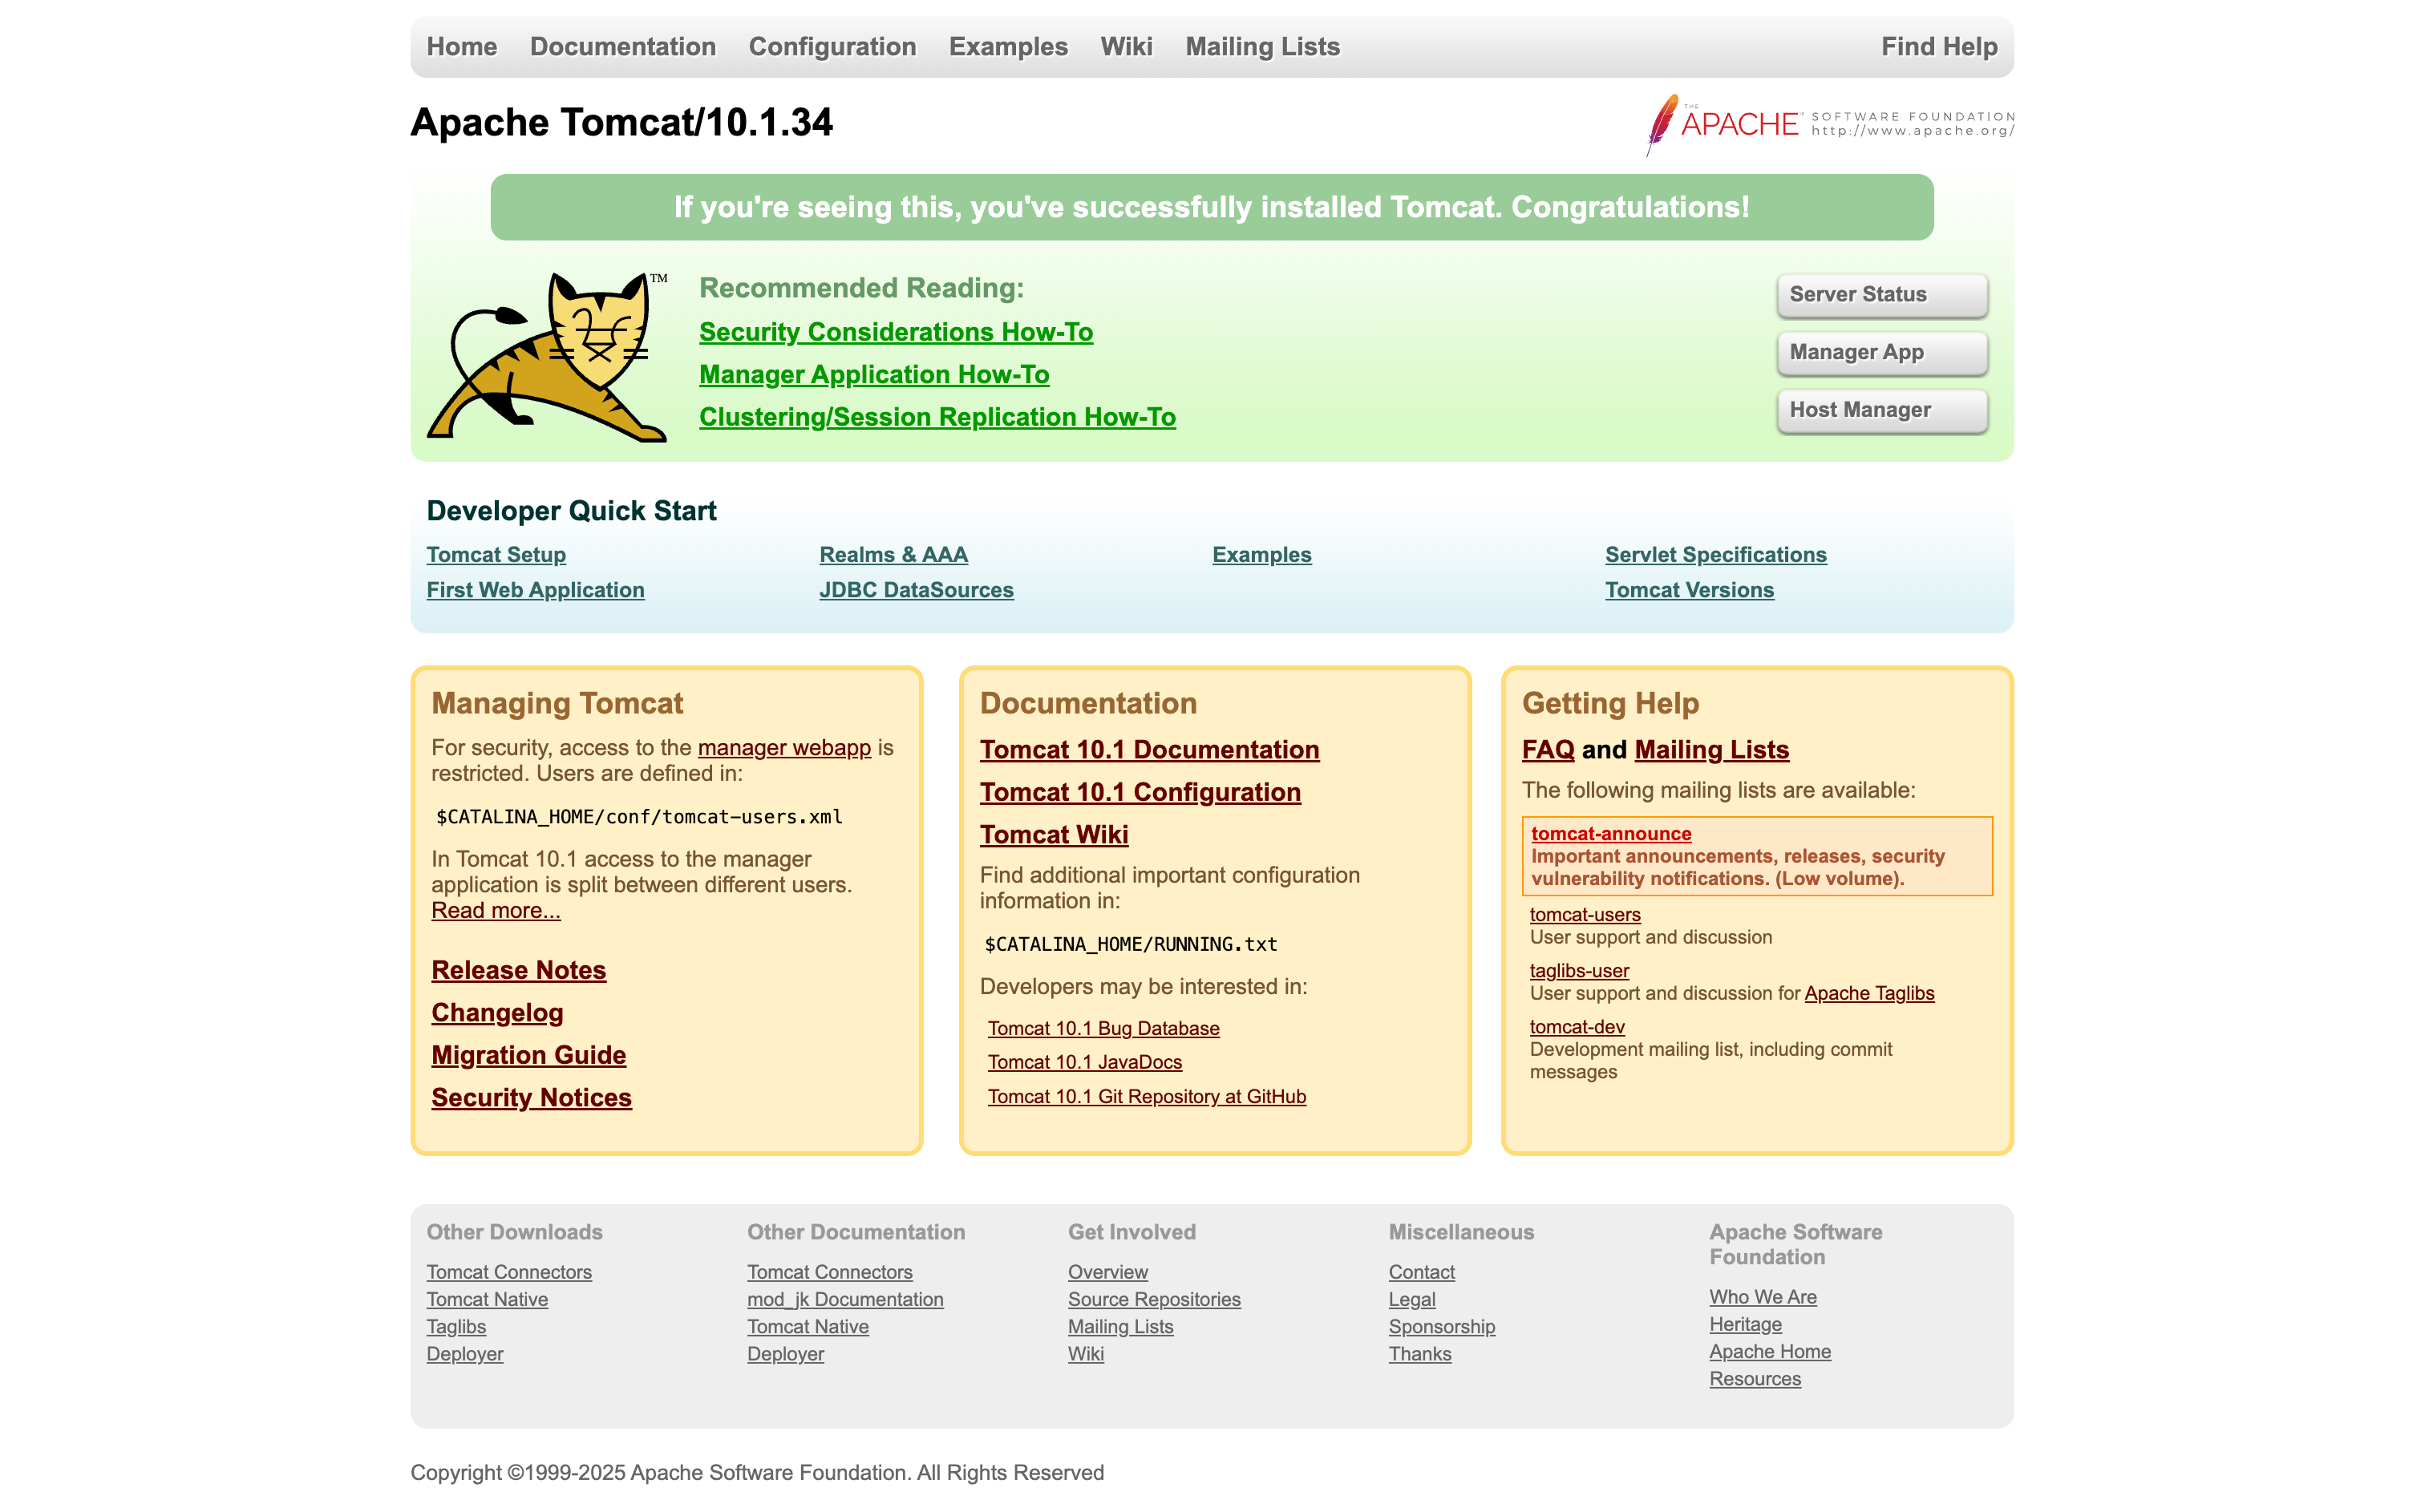 Home Documentation Configuration Examples Wiki Mailing Lists Find Help
Apache Tomcat/10.1.34
THE
APACHE SOFTWARE FOUNDATION
http://www.apache.org/
If you're seeing this, you've successfully installed Tomcat. Congratulations!
TM
Recommended Reading:
Security Considerations How-To
Manager Application How-To
Clustering/Session Replication How-To
Server Status
Manager App
Host Manager
Developer Quick Start
Tomcat Setup
First Web Application
Realms & AAA
JDBC DataSources
Examples
Servlet Specifications
Tomcat Versions
Managing Tomcat
For security, access to the manager webapp is
restricted. Users are defined in:
$CATALINA_HOME/conf/tomcat-users.xml
In Tomcat 10.1 access to the manager
application is split between different users.
Read more...
Release Notes
Changelog
Migration Guide
Security Notices
Documentation
Tomcat 10.1 Documentation
Tomcat 10.1 Configuration
Tomcat Wiki
Find additional important configuration
information in:
$CATALINA_HOME/RUNNING.txt
Developers may be interested in:
Tomcat 10.1 Bug Database
Tomcat 10.1 JavaDocs
Tomcat 10.1 Git Repository at GitHub
Getting Help
FAQ and Mailing Lists
The following mailing lists are available:
tomcat-announce
Important announcements, releases, security
vulnerability notifications. (Low volume).
tomcat-users
User support and discussion
taglibs-user
User support and discussion for Apache Taglibs
tomcat-dev
Development mailing list, including commit
messages
Other Downloads
Tomcat Connectors
Tomcat Native
Taglibs
Deployer
Other Documentation
Tomcat Connectors
mod_jk Documentation
Tomcat Native
Deployer
Get Involved
Overview
Source Repositories
Mailing Lists
Wiki
Miscellaneous
Contact
Legal
Sponsorship
Thanks
Apache Software
Foundation
Who We Are
Heritage
Apache Home
Resources
Copyright ©1999-2025 Apache Software Foundation. All Rights Reserved